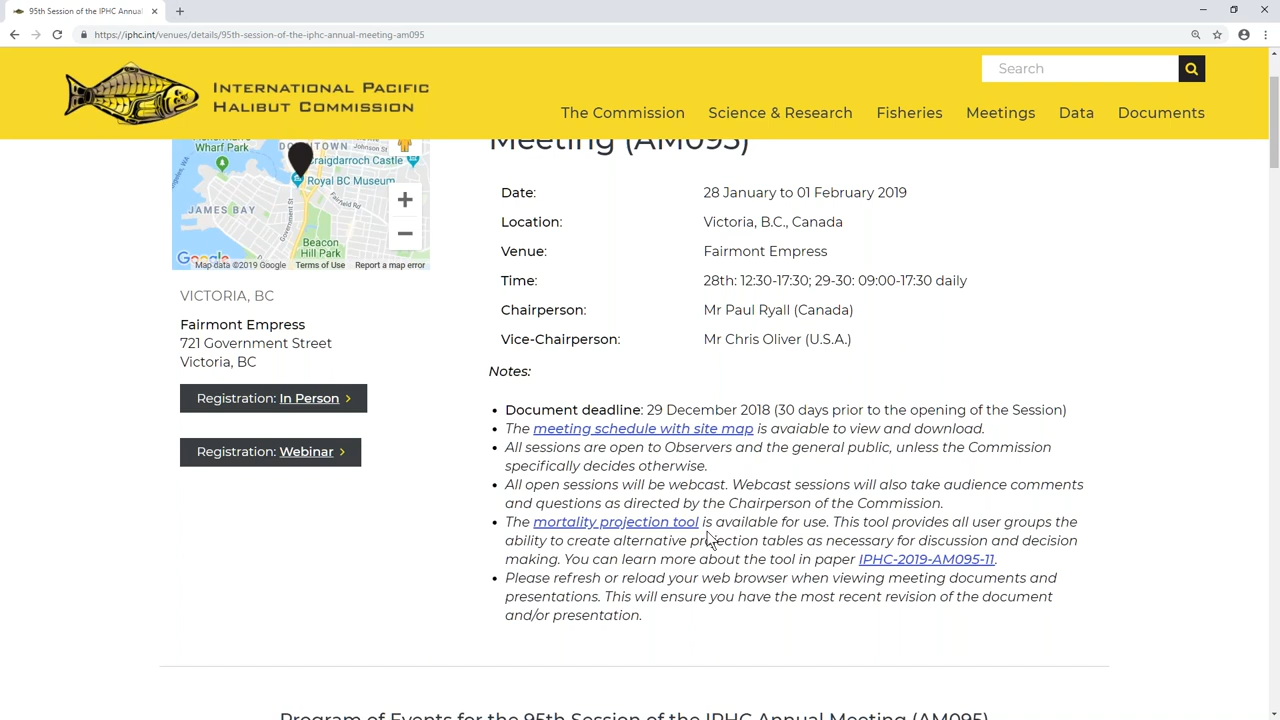 95th Session of the IPHC Annual
https://iphc.int/venues/details/95th-session-of-the-iphc-annual-meeting-am095
INTERNATIONAL PACIFIC
HALIBUT COMMISSION
Search
The Commission Science & Research Fisheries Meetings Data Documents
Meeting (AM095)
Wharf Park
DOWNTOWN
Johnson St
Craigdarroch Castle
Royal BC Museum
JAMES BAY
Government St
Fairfield Rd
Beacon
Hill Park
Google
Map data ©2019 Google Terms of Use Report a map error
VICTORIA, BC
Fairmont Empress
721 Government Street
Victoria, BC
Registration: In Person
Registration: Webinar
Date: 28 January to 01 February 2019
Location: Victoria, B.C., Canada
Venue: Fairmont Empress
Time: 28th: 12:30-17:30; 29-30: 09:00-17:30 daily
Chairperson: Mr Paul Ryall (Canada)
Vice-Chairperson: Mr Chris Oliver (U.S.A.)
Notes:
• Document deadline: 29 December 2018 (30 days prior to the opening of the Session)
• The meeting schedule with site map is avaiable to view and download.
• All sessions are open to Observers and the general public, unless the Commission
specifically decides otherwise.
• All open sessions will be webcast. Webcast sessions will also take audience comments
and questions as directed by the Chairperson of the Commission.
• The mortality projection tool is available for use. This tool provides all user groups the
ability to create alternative projection tables as necessary for discussion and decision
making. You can learn more about the tool in paper IPHC-2019-AM095-11.
• Please refresh or reload your web browser when viewing meeting documents and
presentations. This will ensure you have the most recent revision of the document
and/or presentation.
Program of Events for the 95th Session of the IPHC Annual Meeting (AM095)